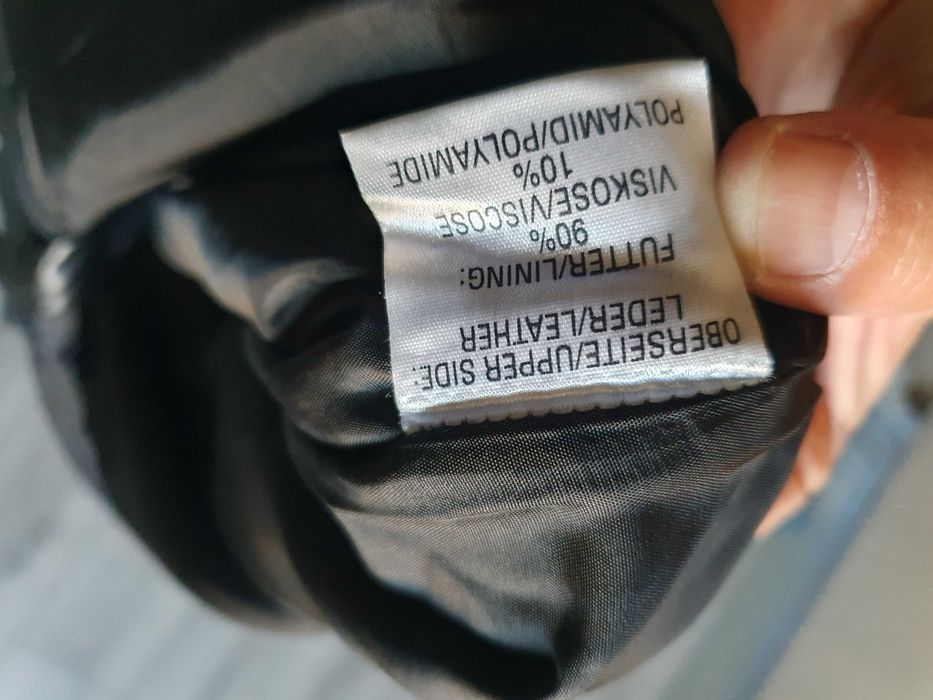 OBERSEITE/UPPER SIDE:
LEDER/LEATHER
FUTTER/LINING:
90%
VISKOSE/VISCOSE
10%
POLYAMID/POLYAMIDE